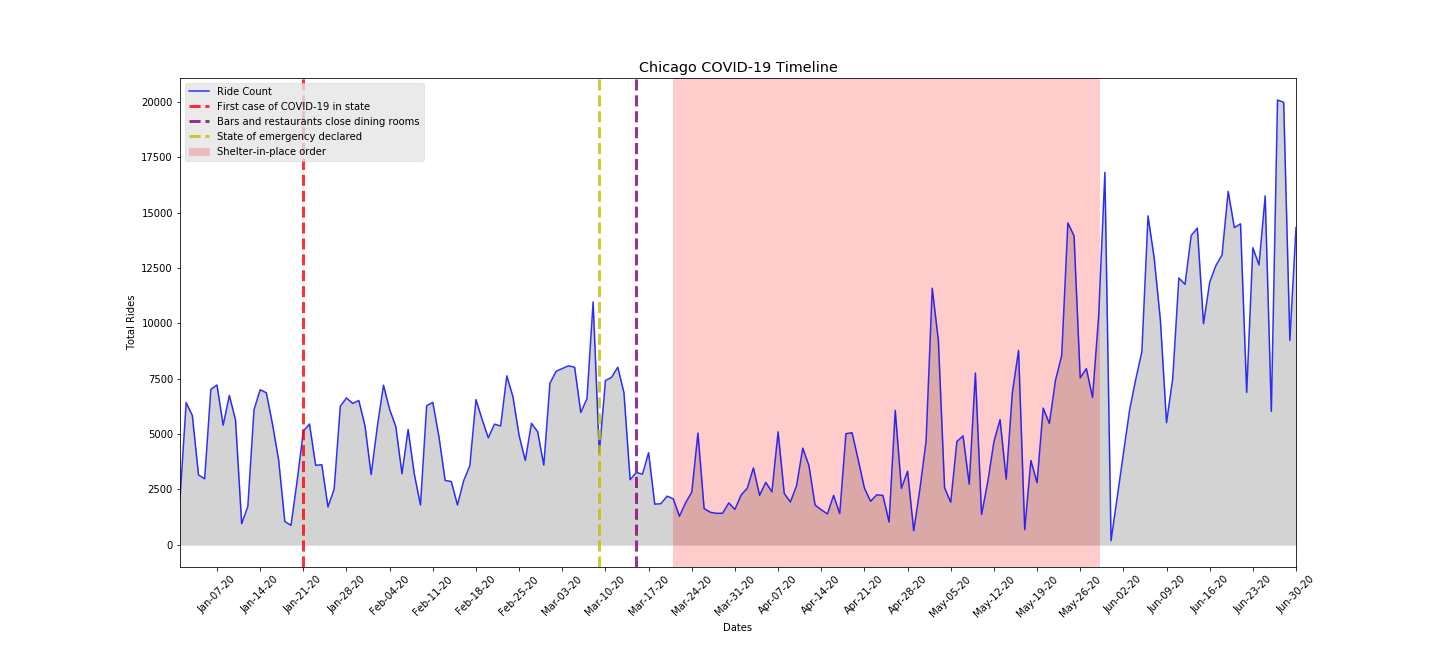 Chicago COVID-19 Timeline
Ride Count
First case of COVID-19 in state
Bars and restaurants close dining rooms
State of emergency declared
Shelter-in-place order
Total Rides
20000
17500
15000
12500
10000
7500
5000
2500
0
Jan-07-20
Jan-14-20
Jan-21-20
Jan-28-20
Feb-04-20
Feb-11-20
Feb-18-20
Feb-25-20
Mar-03-20
Mar-10-20
Mar-17-20
Mar-24-20
Mar-31-20
Apr-07-20
Apr-14-20
Apr-21-20
Apr-28-20
May-05-20
May-12-20
May-19-20
May-26-20
Jun-02-20
Jun-09-20
Jun-16-20
Jun-23-20
Jun-30-20
Dates